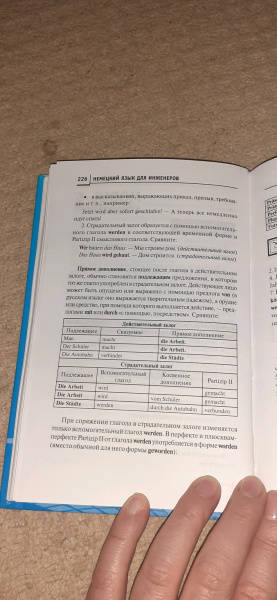 228 НЕМЕЦКИЙ ЯЗЫК ДЛЯ ИНЖЕНЕРОВ
• в высказываниях, выражающих приказ, призыв, требова-
ния и т. п., например:
Jetzt wird aber sofort geschlafen! — А теперь все немедленно
идут спать!
2. Страдательный залог образуется с помощью вспомогатель-
ного глагола werden в соответствующей временной форме и
Partizip II смыслового глагола. Сравните:
Wir bauen das Haus. — Мы строим дом. (действительный залог)
Das Haus wird gebaut. — Дом строится. (страдательный залог)
Прямое дополнение, стоящее после глагола в действительном
залоге, обычно становится подлежащим предложения, в котором
тот же глагол употреблен в страдательном залоге. Действующее лицо
может быть опущено или выражено с помощью предлога von (в
русском языке оно выражается творительным падежом), а орудие
или средство, при помощи которого выполняется действие, — пред-
логами mit или durch (с помощью, посредством). Сравните:
Действительный залог
Подлежащее Сказуемое Прямое дополнение
Man macht die Arbeit.
Der Schüler macht die Arbeit.
Die Autobahn verbindet die Städte.
Страдательный залог
Подлежащее Вспомогательный глагол Косвенное дополнение Partizip II
Die Arbeit wird gemacht.
Die Arbeit wird vom Schüler gemacht.
Die Städte werden durch die Autobahn verbunden.
При спряжении глагола в страдательном залоге изменяется
только вспомогательный глагол werden. В перфекте и плюсквам-
перфекте Partizip II от глагола werden употребляется в форме worden
(вместо обычной для него формы geworden):